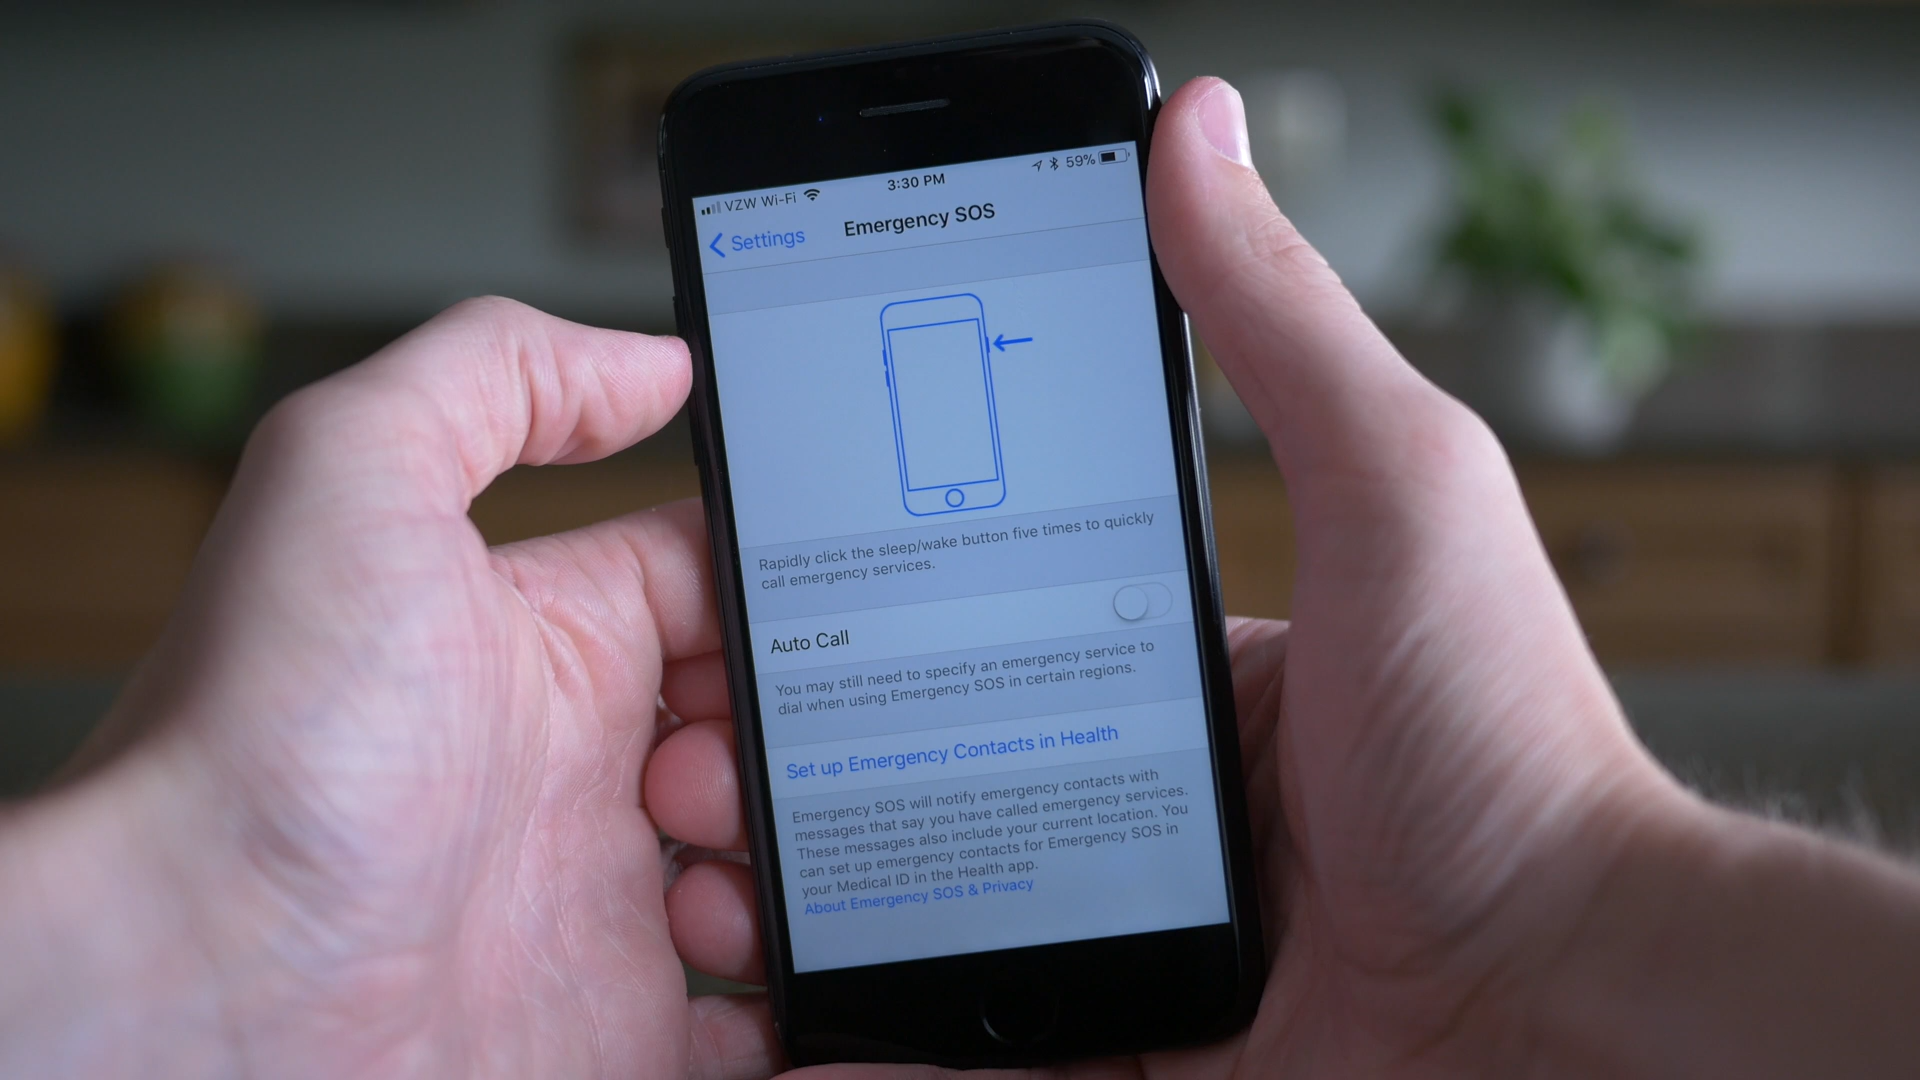 VZW Wi-Fi 3:30 PM 59%
Settings Emergency SOS
Rapidly click the sleep/wake button five times to quickly
call emergency services.
Auto Call
You may still need to specify an emergency service to
dial when using Emergency SOS in certain regions.
Set up Emergency Contacts in Health
Emergency SOS will notify emergency contacts with
messages that say you have called emergency services.
These messages also include your current location. You
can set up emergency contacts for Emergency SOS in
your Medical ID in the Health app.
About Emergency SOS & Privacy